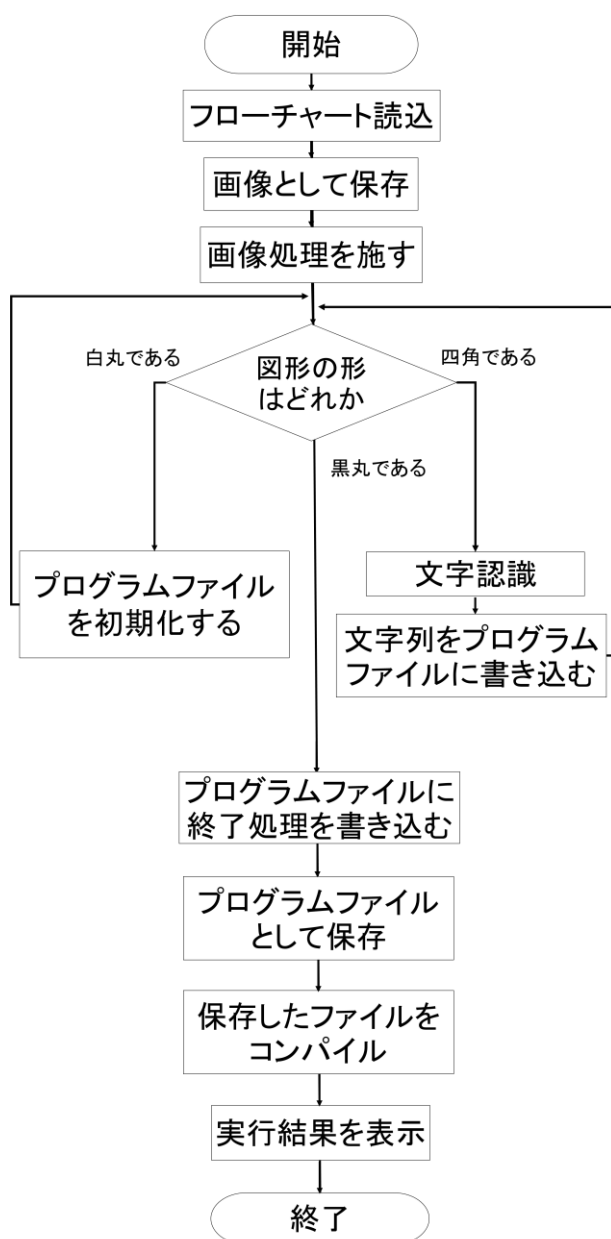 開始
フローチャート読込
画像として保存
画像処理を施す
白丸である
図形の形
はどれか
四角である
黒丸である
プログラムファイル
を初期化する
文字認識
文字列をプログラム
ファイルに書き込む
プログラムファイルに
終了処理を書き込む
プログラムファイル
として保存
保存したファイルを
コンパイル
実行結果を表示
終了